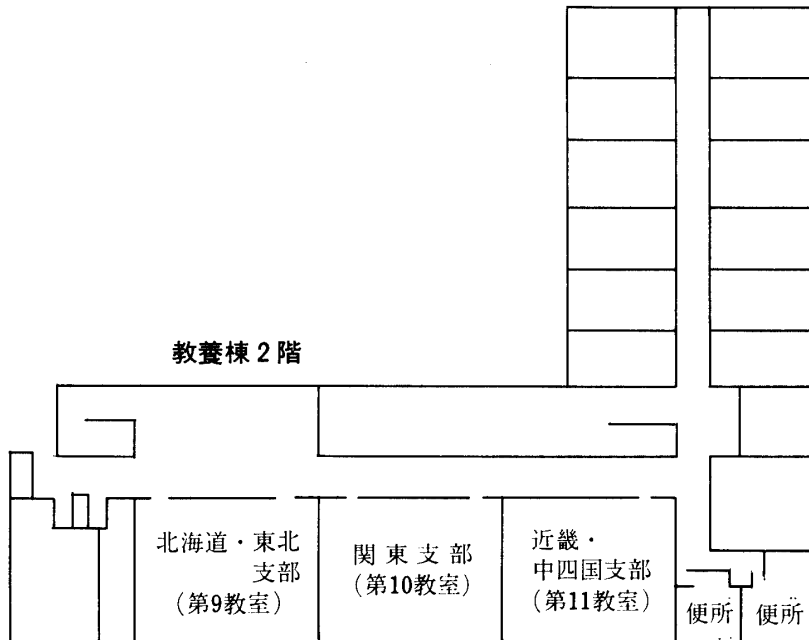 教養棟2階
北海道・東北
支部
(第9教室)
関東支部
(第10教室)
近畿・
中四国支部
(第11教室)
便所
便所